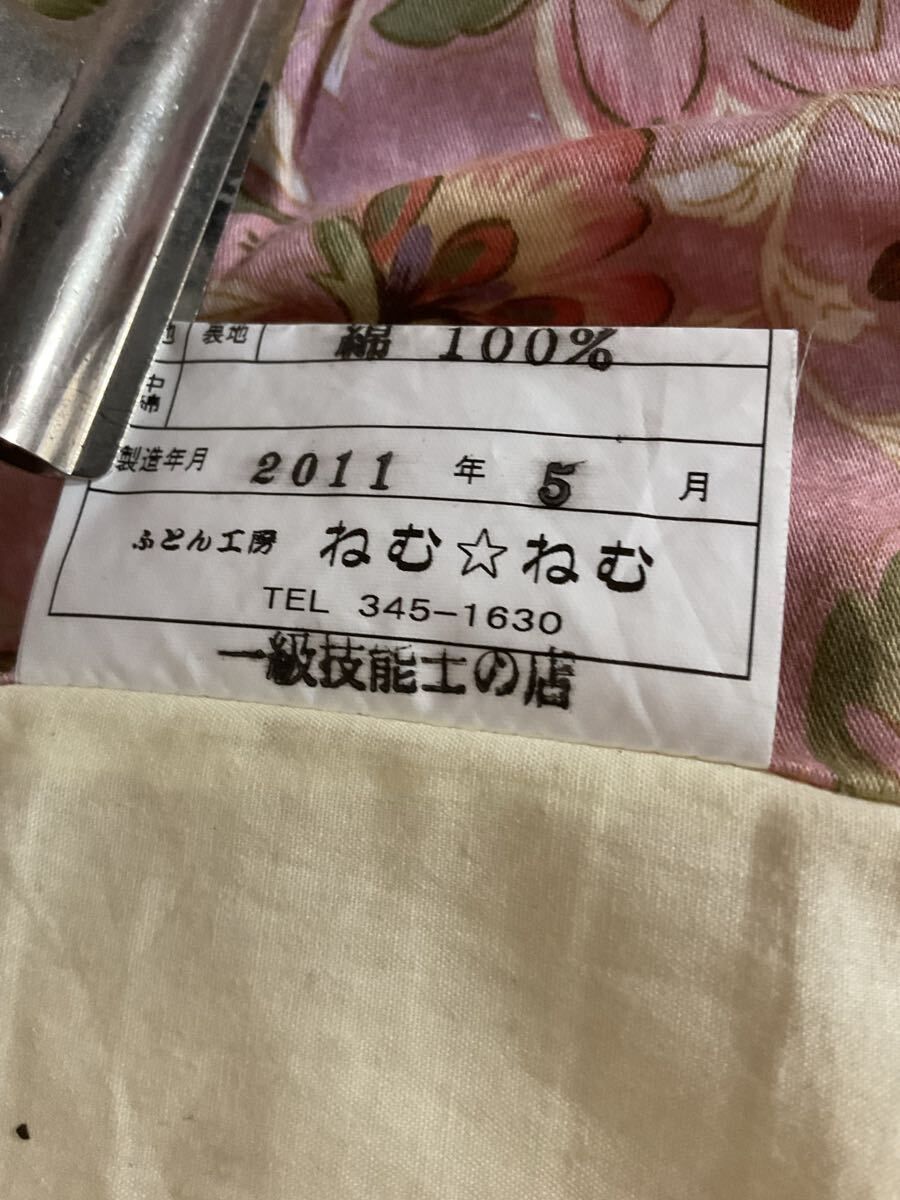 地 表地 綿 100%
中綿
製造年月 2011 年 5 月
ふとん工房 ねむ☆ねむ
TEL 345-1630
一級技能士の店